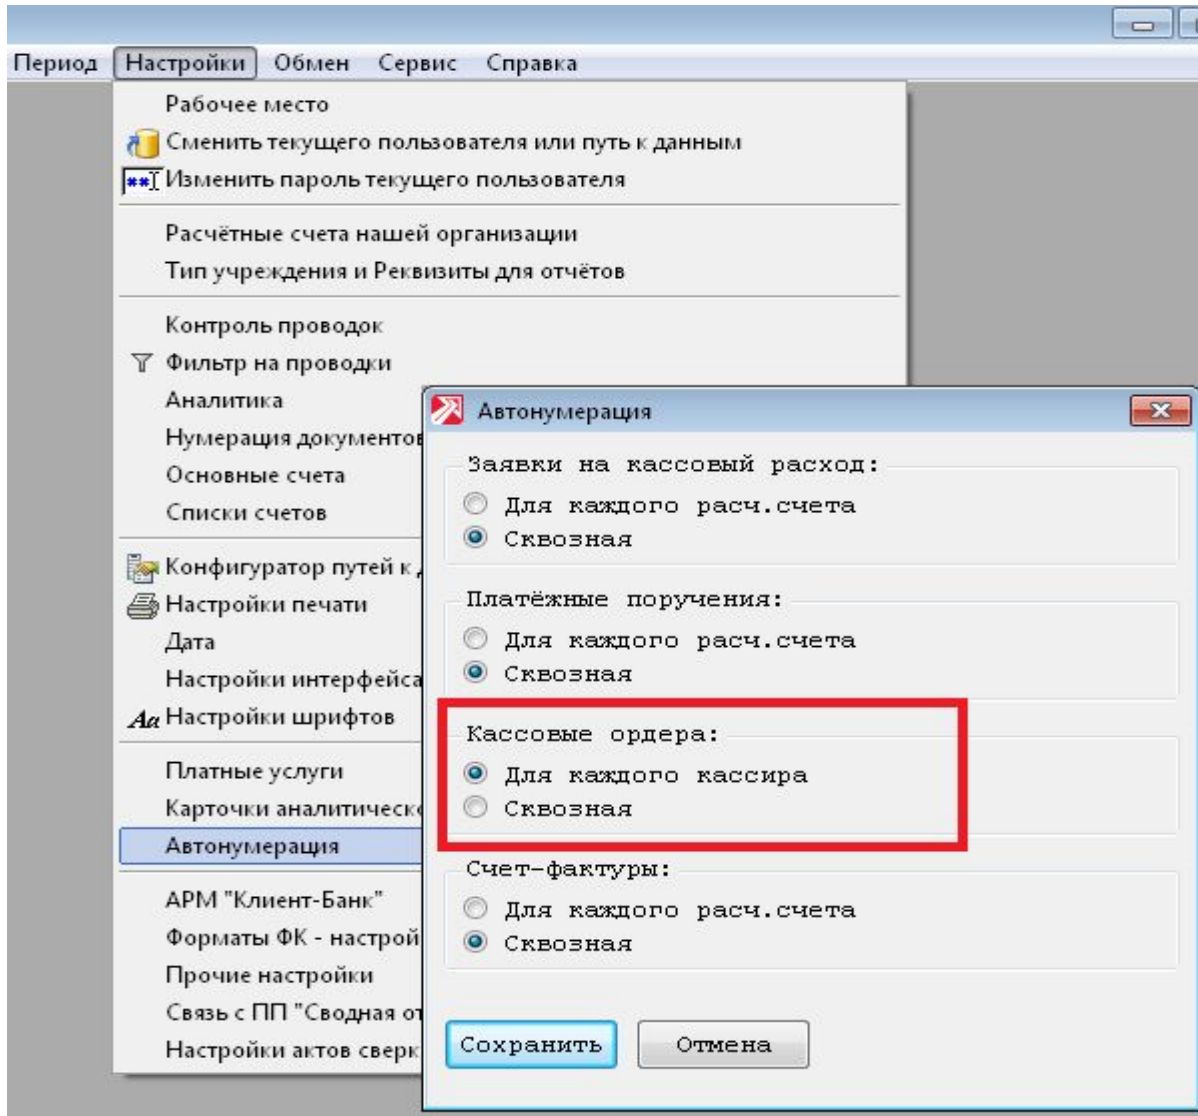 Период Настройки Обмен Сервис Справка
Рабочее место
Сменить текущего пользователя или путь к данным
**I Изменить пароль текущего пользователя
Расчётные счета нашей организации
Тип учреждения и Реквизиты для отчётов
Контроль проводок
Фильтр на проводки
Аналитика
Нумерация документов
Основные счета
Списки счетов
Конфигуратор путей к
Настройки печати
Дата
Настройки интерфейса
Aa Настройки шрифтов
Платные услуги
Карточки аналитическо
Автонумерация
АРМ "Клиент-Банк"
Форматы ФК - настрой
Прочие настройки
Связь с ПП "Сводная от
Настройки актов сверк
Автонумерация
Заявки на кассовый расход:
Для каждого расч.счета
Сквозная
Платёжные поручения:
Для каждого расч.счета
Сквозная
Кассовые ордера:
Для каждого кассира
Сквозная
Счет-фактуры:
Для каждого расч.счета
Сквозная
Сохранить Отмена